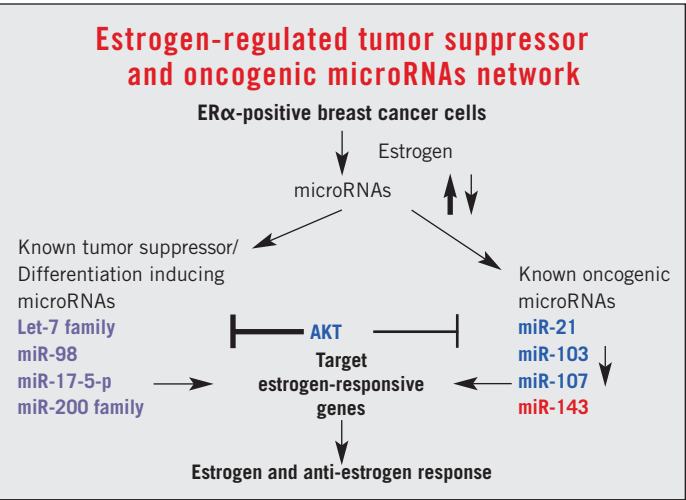 Estrogen-regulated tumor suppressor
and oncogenic microRNAs network
ERα-positive breast cancer cells
Estrogen
microRNAs
Known tumor suppressor/
Differentiation inducing
microRNAs
Let-7 family
miR-98
miR-17-5-p
miR-200 family
AKT
Target
estrogen-responsive
genes
Known oncogenic
microRNAs
miR-21
miR-103
miR-107
miR-143
Estrogen and anti-estrogen response